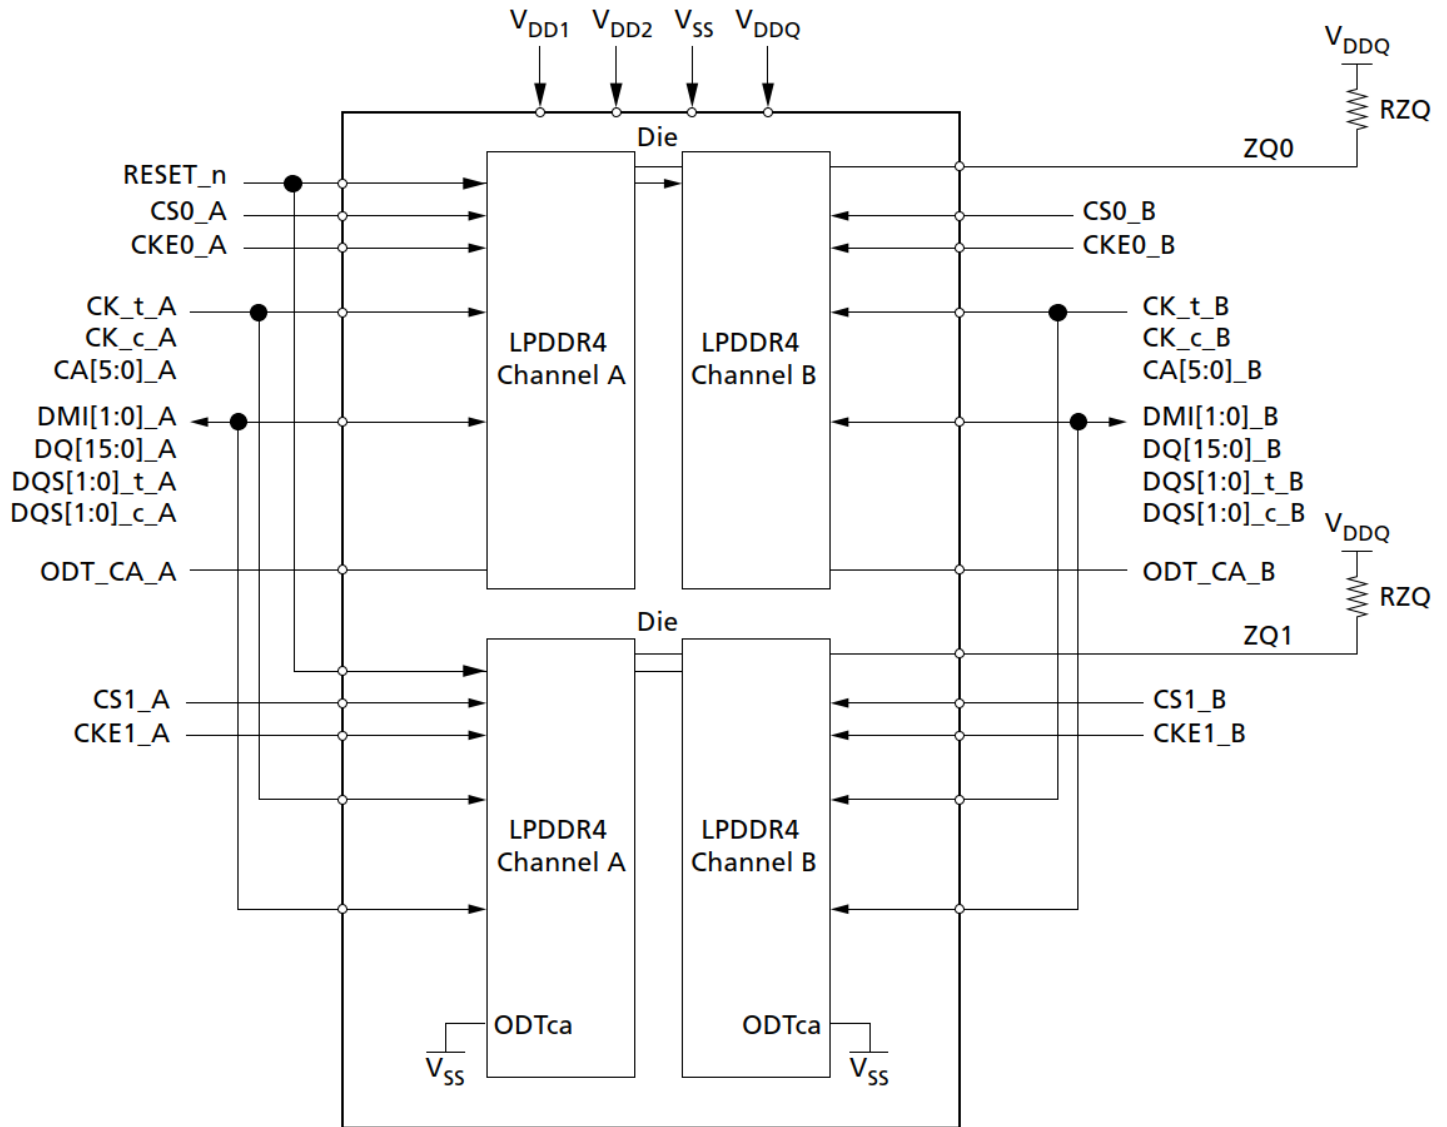 VDD1 VDD2 VSS VDDQ
VDDQ
RZQ
Die
ZQ0
RESET_n
CS0_A
CKE0_A
CS0_B
CKE0_B
CK_t_A
CK_c_A
CA[5:0]_A
LPDDR4
Channel A
LPDDR4
Channel B
CK_t_B
CK_c_B
CA[5:0]_B
DMI[1:0]_A
DQ[15:0]_A
DQS[1:0]_t_A
DQS[1:0]_c_A
DMI[1:0]_B
DQ[15:0]_B
DQS[1:0]_t_B
DQS[1:0]_c_B
VDDQ
ODT_CA_A
ODT_CA_B
RZQ
Die
ZQ1
CS1_A
CKE1_A
CS1_B
CKE1_B
LPDDR4
Channel A
LPDDR4
Channel B
ODTca
ODTca
VSS
VSS